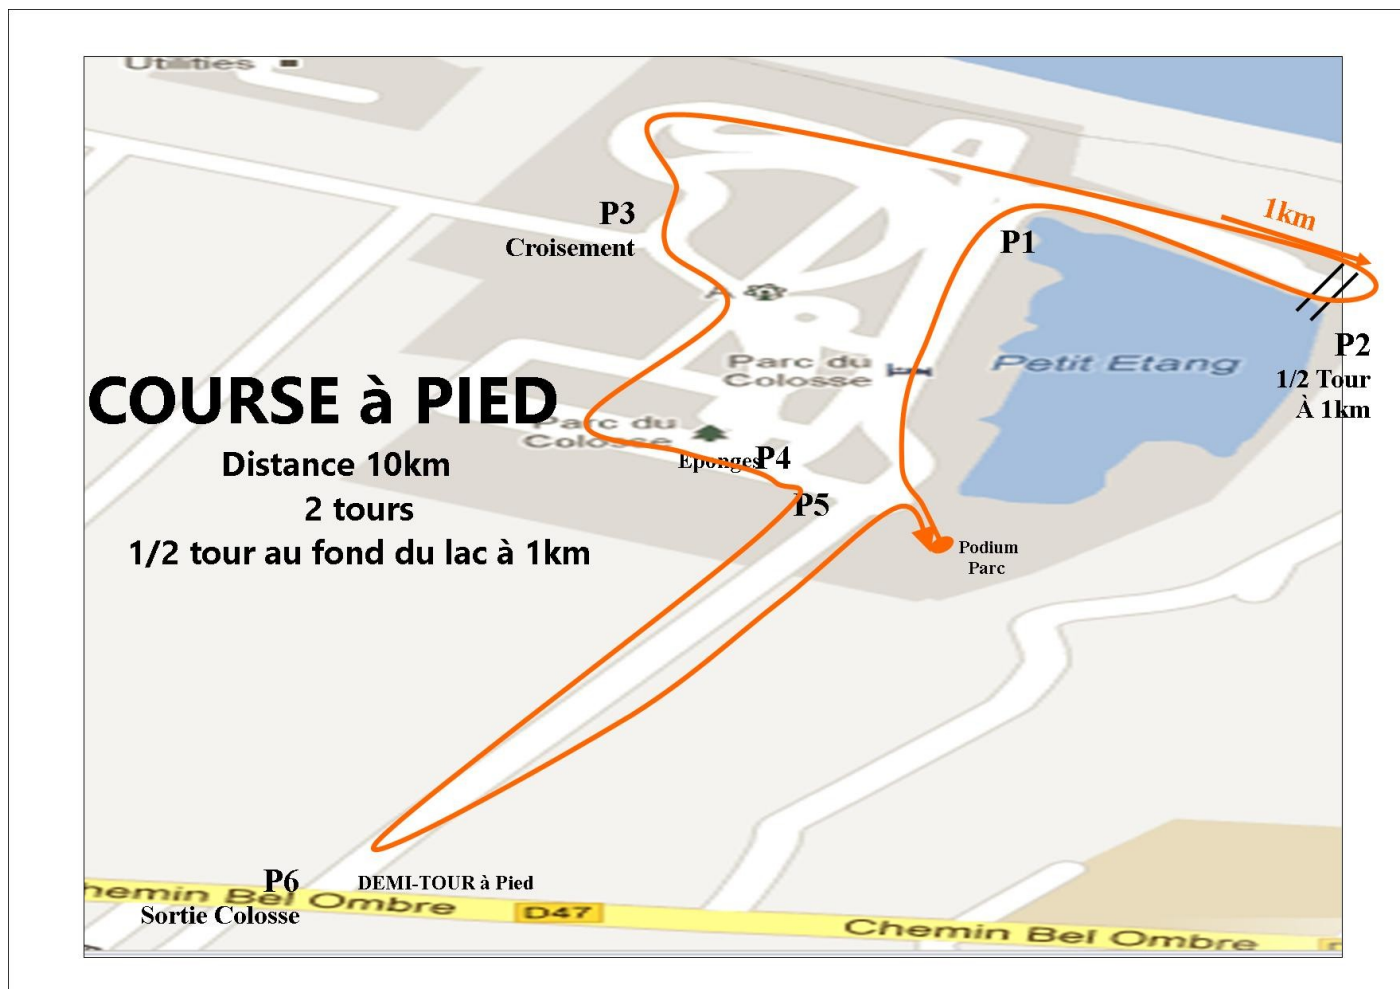 Utilities
1km
P3
Croisement
P1
P2
1/2 Tour
À 1km
Petit Etang
Parc du
Colosse
COURSE à PIED
Parc du
Colosse
Distance 10km
2 tours
1/2 tour au fond du lac à 1km
Eponges
P4
P5
Podium
Parc
P6
Sortie Colosse
DEMI-TOUR à Pied
hemin Bel Ombre
D47
Chemin Bel Ombre